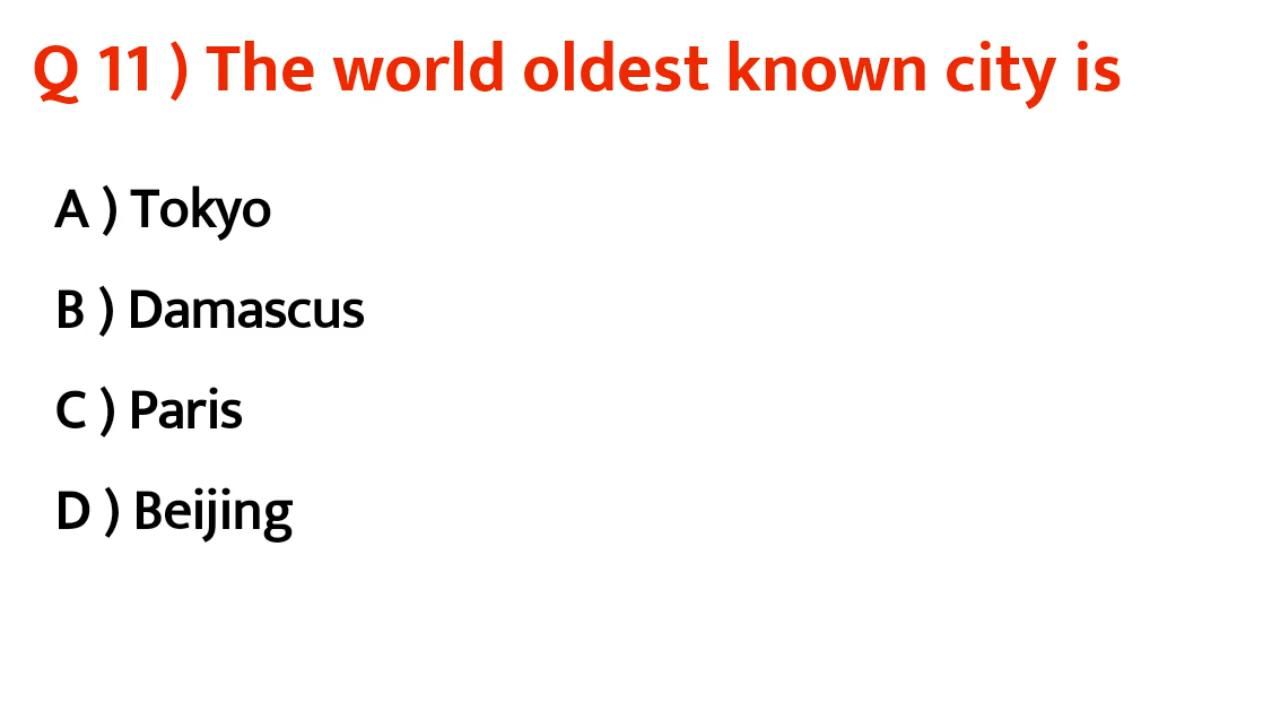 Q 11 ) The world oldest known city is
A ) Tokyo
B ) Damascus
C ) Paris
D ) Beijing